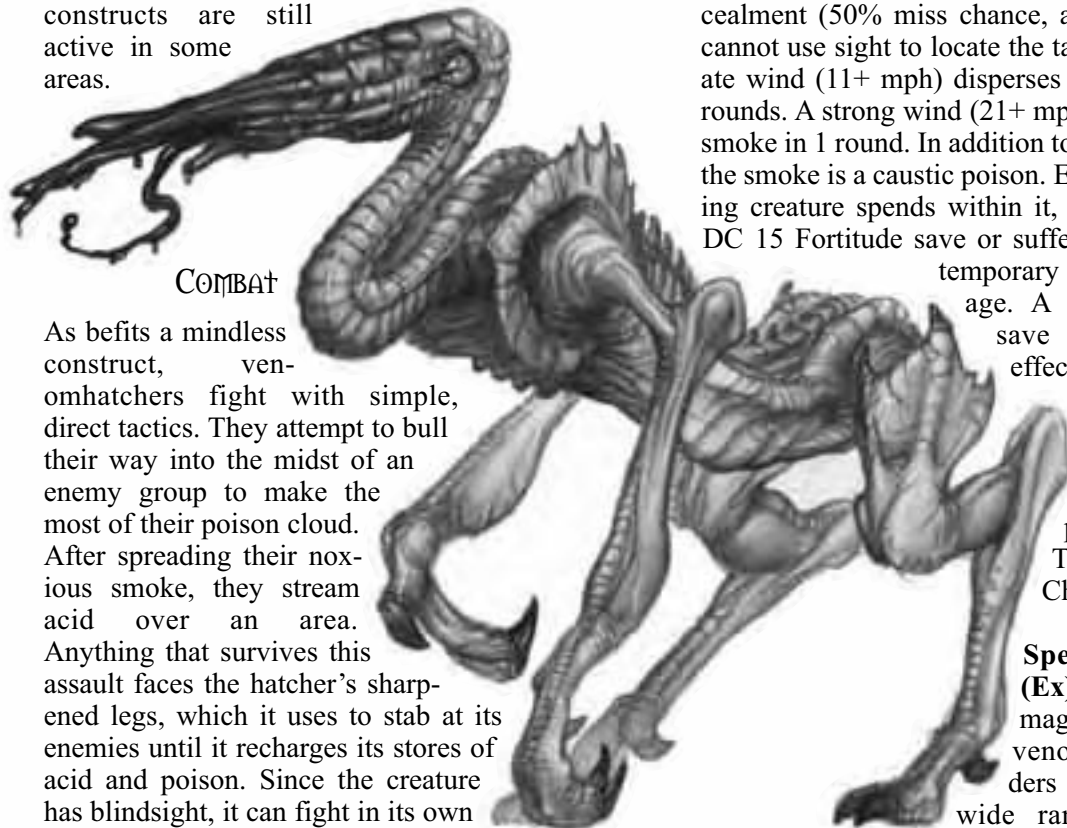 constructs are still
active in some
areas.
COMBAT
As befits a mindless
construct, ven-
omhatchers fight with simple,
direct tactics. They attempt to bull
their way into the midst of an
enemy group to make the
most of their poison cloud.
After spreading their nox-
ious smoke, they stream
acid over an area.
Anything that survives this
assault faces the hatcher’s sharp-
ened legs, which it uses to stab at its
enemies until it recharges its stores of
acid and poison. Since the creature
has blindsight, it can fight in its own
cealment (50% miss chance, a
cannot use sight to locate the ta
ate wind (11+ mph) disperses
rounds. A strong wind (21+ mp
smoke in 1 round. In addition to
the smoke is a caustic poison. E
ing creature spends within it,
DC 15 Fortitude save or suffe
temporary
age. A
save
effec
T
Ch
Spe
(Ex)
mag
veno
ders
wide ran